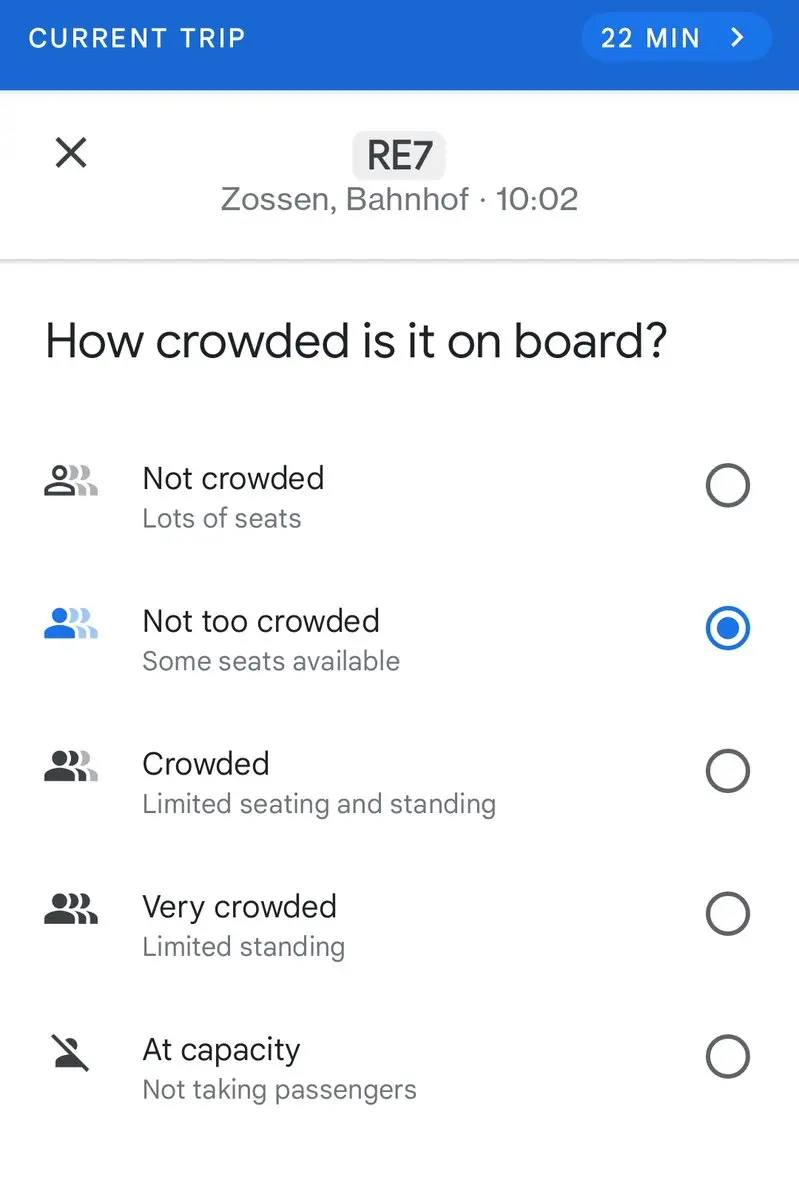 CURRENT TRIP
22 MIN
RE7
Zossen, Bahnhof · 10:02
How crowded is it on board?
Not crowded
Lots of seats
Not too crowded
Some seats available
Crowded
Limited seating and standing
Very crowded
Limited standing
At capacity
Not taking passengers